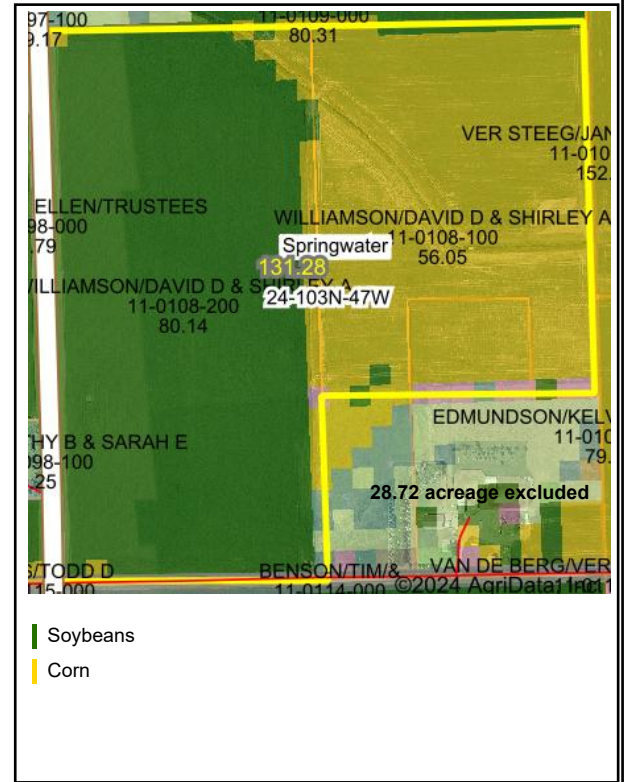 97-100
9.17
11-0109-000
80.31
VER STEEG/JAN
11-010
152.
ELLEN/TRUSTEES
98-000
.79
WILLIAMSON/DAVID D & SHIRLEY A
11-0108-100
56.05
Springwater
131.28
24-103N-47W
WILLIAMSON/DAVID D & SHIRLEY A
11-0108-200
80.14
EDMUNDSON/KELV
11-010
79.
THY B & SARAH E
098-100
25
28.72 acreage excluded
S/TODD D
15-000
BENSON/TIM/&
11-0114-000
VAN DE BERG/VER
©2024 AgriData, Inc.
Soybeans
Corn